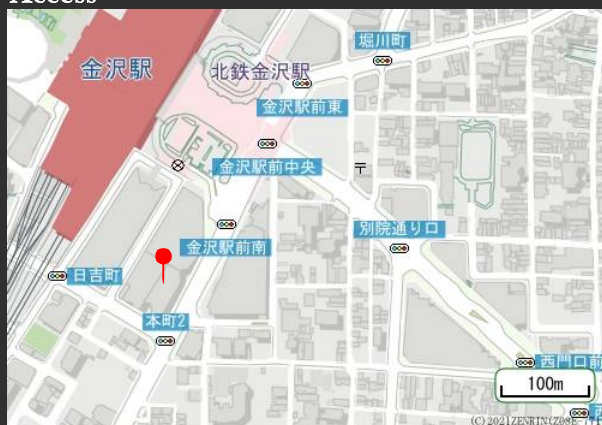 Access
堀川町
金沢駅
北鉄金沢駅
金沢駅前東
金沢駅前中央
〒
別院通り口
金沢駅前南
日吉町
本町2
西門口前
100m
(C) 2021ZENRIN(Z08E-